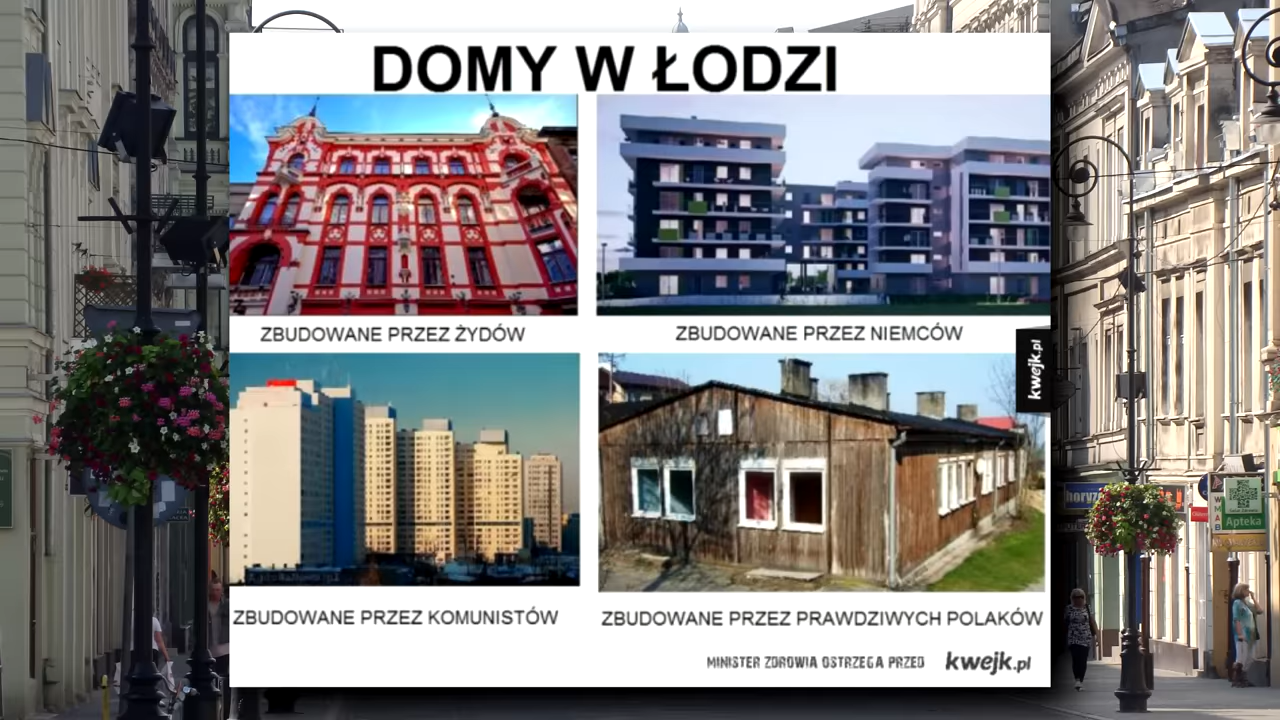 DOMY W ŁODZI
ZBUDOWANE PRZEZ ŻYDÓW
ZBUDOWANE PRZEZ NIEMCÓW
kwejk.pl
ZBUDOWANE PRZEZ KOMUNISTÓW
ZBUDOWANE PRZEZ PRAWDZIWYCH POLAKÓW
MINISTER ZDROWIA OSTRZEGA PRZED kwejk.pl
horyz
Apteka